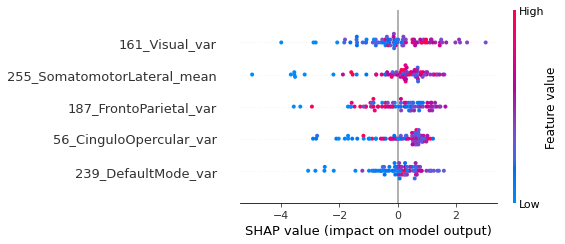 High
161_Visual_var
255_SomatomotorLateral_mean
187_FrontoParietal_var
56_CinguloOpercular_var
239_DefaultMode_var
Feature value
Low
−4 −2 0 2
SHAP value (impact on model output)